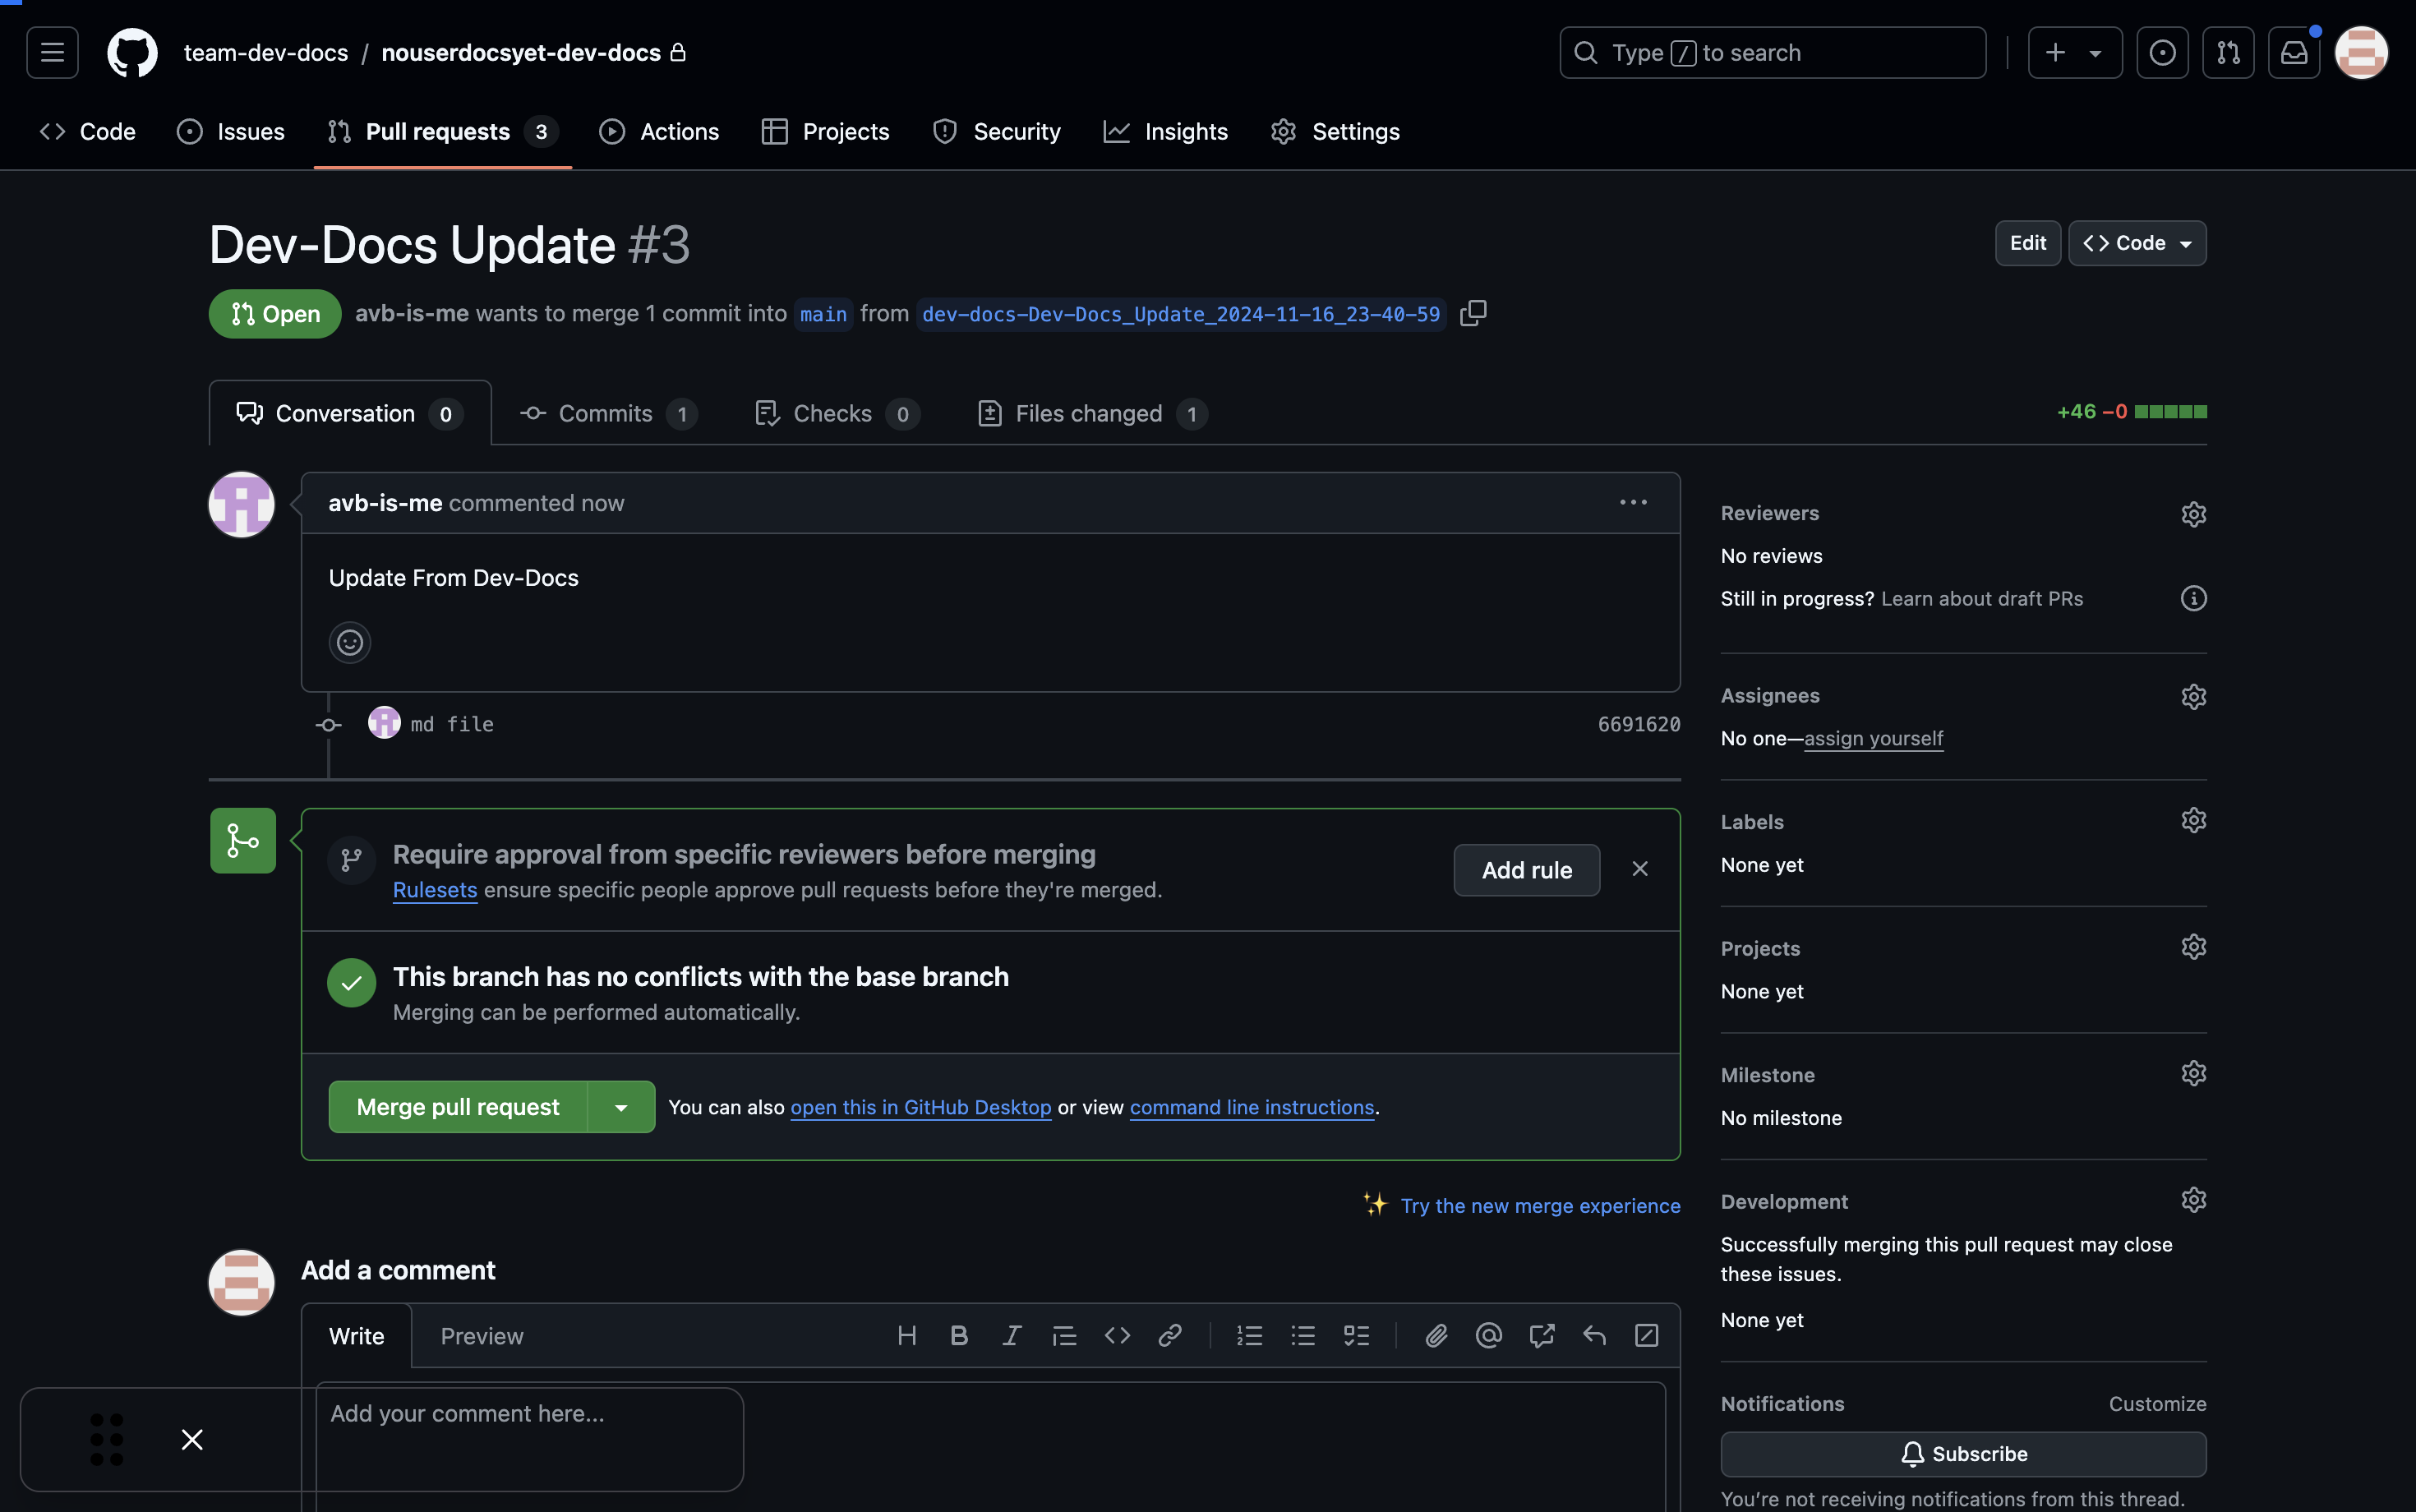 team-dev-docs / nouserdocsyet-dev-docs
Type / to search
Code
Issues
Pull requests 3
Actions
Projects
Security
Insights
Settings
Dev-Docs Update #3
Edit
Code
Open
avb-is-me wants to merge 1 commit into main from dev-docs-Dev-Docs_Update_2024-11-16_23-40-59
Conversation 0
Commits 1
Checks 0
Files changed 1
+46 −0
avb-is-me commented now
Update From Dev-Docs
md file
6691620
Require approval from specific reviewers before merging
Rulesets ensure specific people approve pull requests before they're merged.
Add rule
This branch has no conflicts with the base branch
Merging can be performed automatically.
Merge pull request
You can also open this in GitHub Desktop or view command line instructions.
Try the new merge experience
Add a comment
Write
Preview
Add your comment here...
Reviewers
No reviews
Still in progress? Learn about draft PRs
Assignees
No one—assign yourself
Labels
None yet
Projects
None yet
Milestone
No milestone
Development
Successfully merging this pull request may close
these issues.
None yet
Notifications
Customize
Subscribe
You're not receiving notifications from this thread.